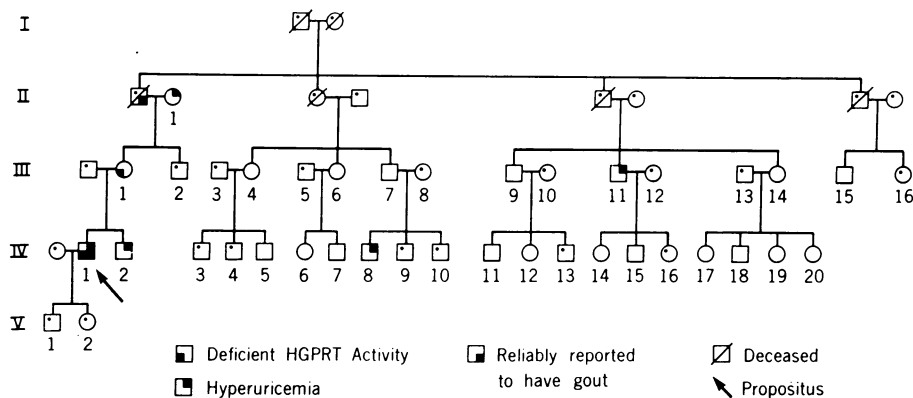 I
II
1
III
1 2 3 4 5 6 7 8 9 10 11 12 13 14 15 16
IV
1 2 3 4 5 6 7 8 9 10 11 12 13 14 15 16 17 18 19 20
V
1 2
Deficient HGPRT Activity
Hyperuricemia
Reliably reported
to have gout
Deceased
Propositus